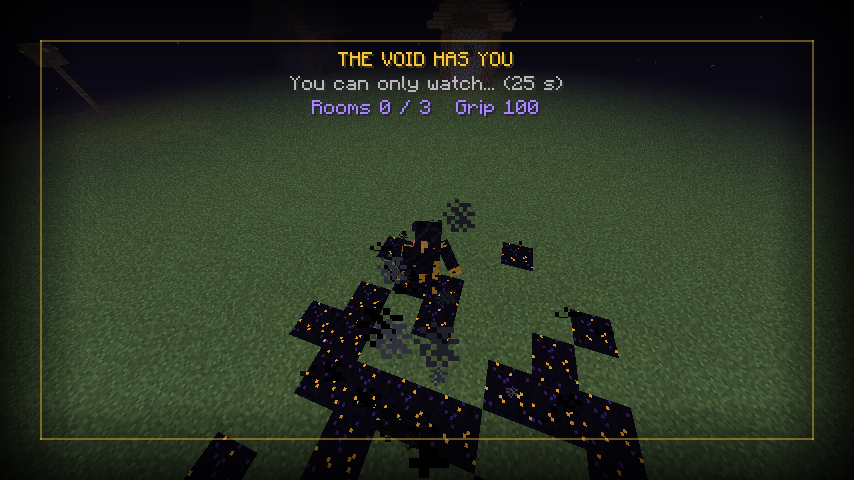 THE VOID HAS YOU
You can only watch... (25 s)
Rooms 0 / 3 Grip 100